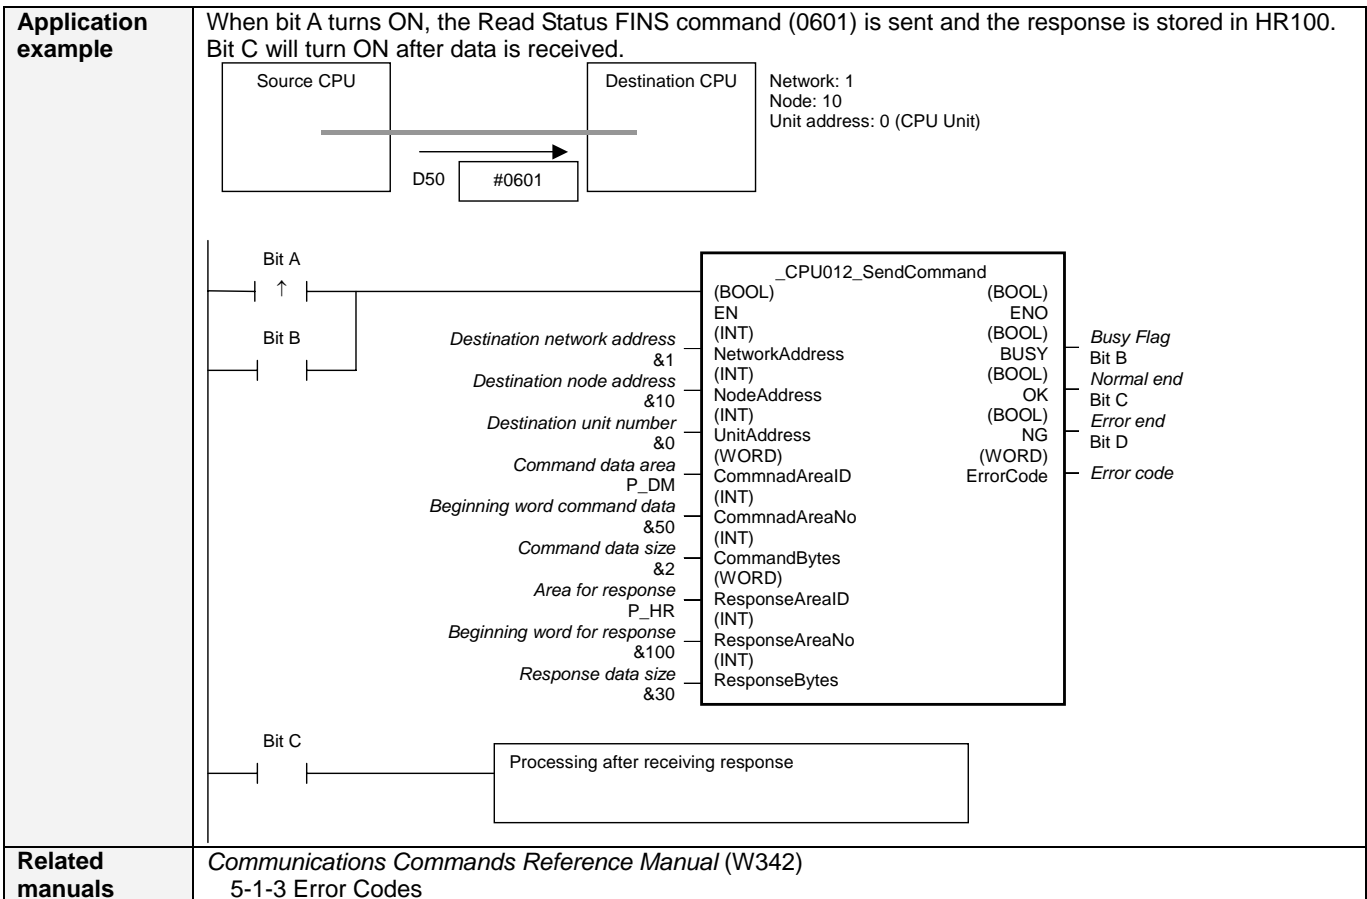 Application
example
When bit A turns ON, the Read Status FINS command (0601) is sent and the response is stored in HR100.
Bit C will turn ON after data is received.
Source CPU
Destination CPU
Network: 1
Node: 10
Unit address: 0 (CPU Unit)
D50
#0601
Bit A
↑
Bit B
_CPU012_SendCommand
(BOOL) (BOOL)
EN ENO
Destination network address (INT) (BOOL) Busy Flag
&1 NetworkAddress BUSY Bit B
Destination node address (INT) (BOOL) Normal end
&10 NodeAddress OK Bit C
Destination unit number (INT) (BOOL) Error end
&0 UnitAddress NG Bit D
Command data area (WORD) (WORD)
P_DM CommnadAreaID ErrorCode Error code
Beginning word command data (INT)
&50 CommnadAreaNo
Command data size (INT)
&2 CommandBytes
Area for response (WORD)
P_HR ResponseAreaID
Beginning word for response (INT)
&100 ResponseAreaNo
Response data size (INT)
&30 ResponseBytes
Bit C
Processing after receiving response
Related
manuals
Communications Commands Reference Manual (W342)
5-1-3 Error Codes